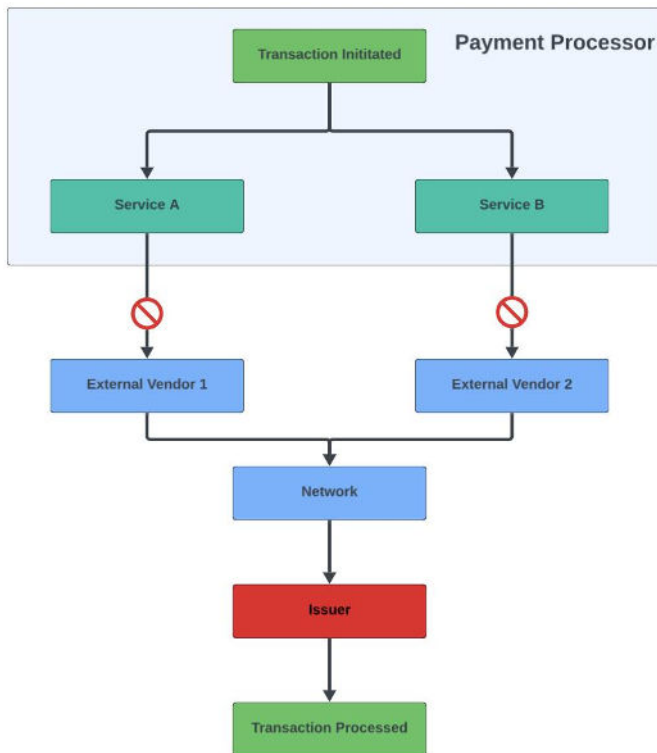 Payment Processor
Transaction Inititated
Service A
Service B
External Vendor 1
External Vendor 2
Network
Issuer
Transaction Processed